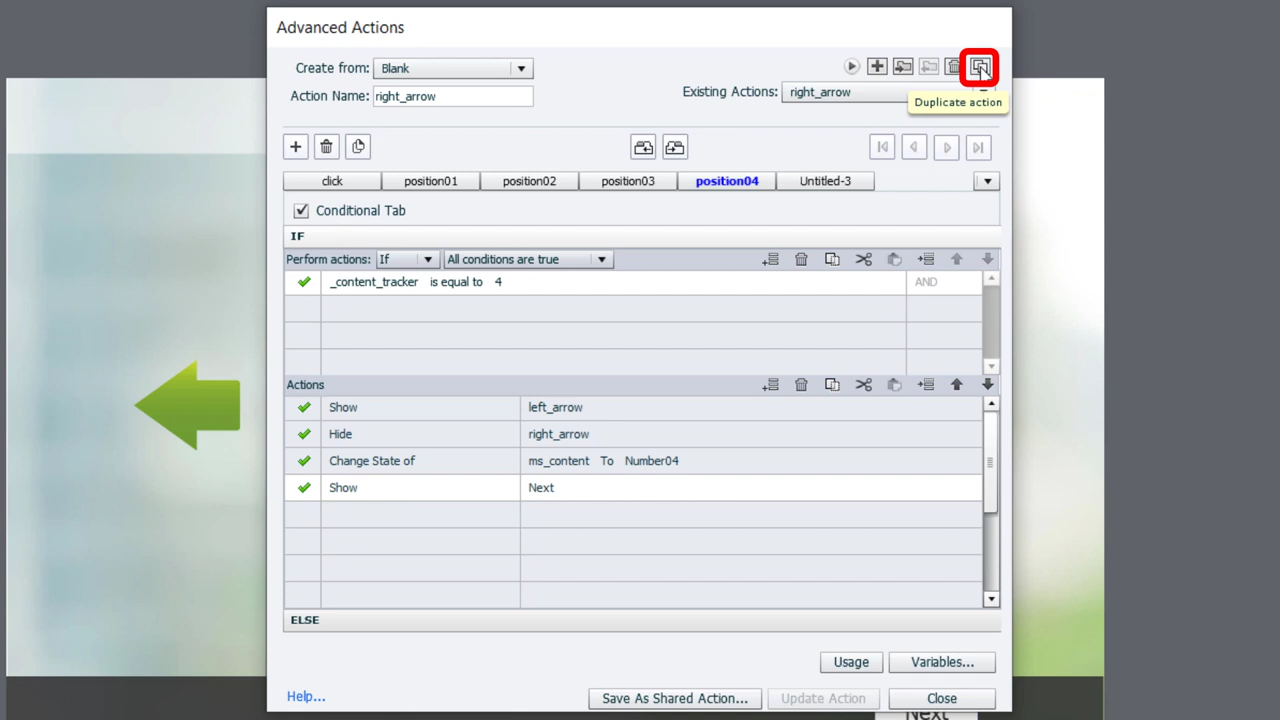 Advanced Actions
Create from: Blank
Action Name: right_arrow
Existing Actions: right_arrow
Duplicate action
click position01 position02 position03 position04 Untitled-3
Conditional Tab
IF
Perform actions: If All conditions are true
_content_tracker is equal to 4 AND
Actions
Show left_arrow
Hide right_arrow
Change State of ms_content To Number04
Show Next
ELSE
Usage Variables...
Help... Save As Shared Action... Update Action Close
Next